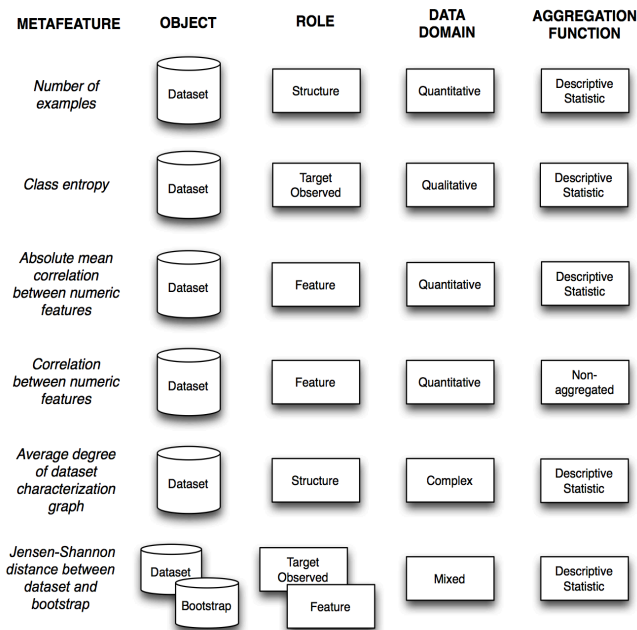 METAFEATURE
OBJECT
ROLE
DATA
DOMAIN
AGGREGATION
FUNCTION
Number of
examples
Dataset
Structure
Quantitative
Descriptive
Statistic
Class entropy
Dataset
Target
Observed
Qualitative
Descriptive
Statistic
Absolute mean
correlation
between numeric
features
Dataset
Feature
Quantitative
Descriptive
Statistic
Correlation
between numeric
features
Dataset
Feature
Quantitative
Non-
aggregated
Average degree
of dataset
characterization
graph
Dataset
Structure
Complex
Descriptive
Statistic
Jensen-Shannon
distance between
dataset and
bootstrap
Dataset
Bootstrap
Target
Observed
Feature
Mixed
Descriptive
Statistic